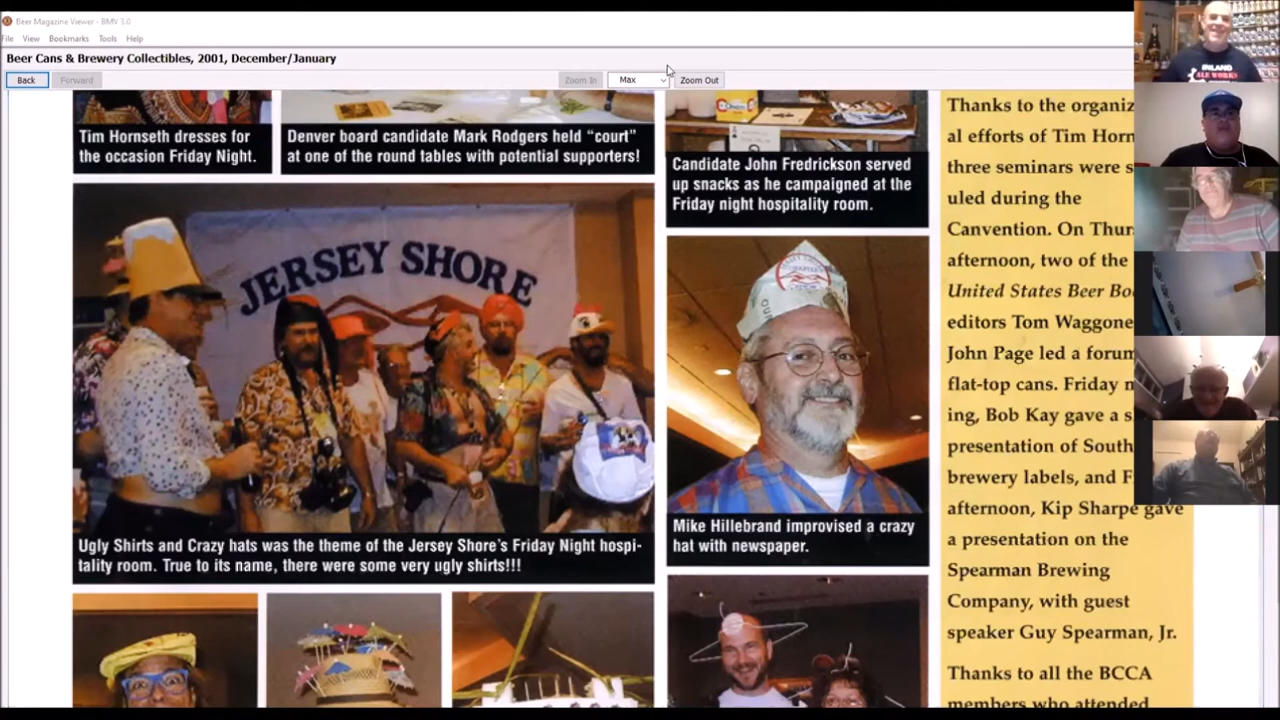 Beer Magazine Viewer - BMV 3.0
File View Bookmarks Tools Help
Beer Cans & Brewery Collectibles, 2001, December/January
Back Forward Zoom In Max Zoom Out
Tim Hornseth dresses for
the occasion Friday Night.
Denver board candidate Mark Rodgers held “court”
at one of the round tables with potential supporters!
Candidate John Fredrickson served
up snacks as he campaigned at the
Friday night hospitality room.
JERSEY SHORE
Ugly Shirts and Crazy hats was the theme of the Jersey Shore's Friday Night hospi-
tality room. True to its name, there were some very ugly shirts!!!
Mike Hillebrand improvised a crazy
hat with newspaper.
Thanks to the organiz
al efforts of Tim Horn
three seminars were s
uled during the
Canvention. On Thur
afternoon, two of the
United States Beer Bo
editors Tom Waggone
John Page led a forum
flat-top cans. Friday m
ing, Bob Kay gave a s
presentation of South
brewery labels, and F
afternoon, Kip Sharpe gave
a presentation on the
Spearman Brewing
Company, with guest
speaker Guy Spearman, Jr.
Thanks to all the BCCA
members who attended
INLAND
ALE WORKS